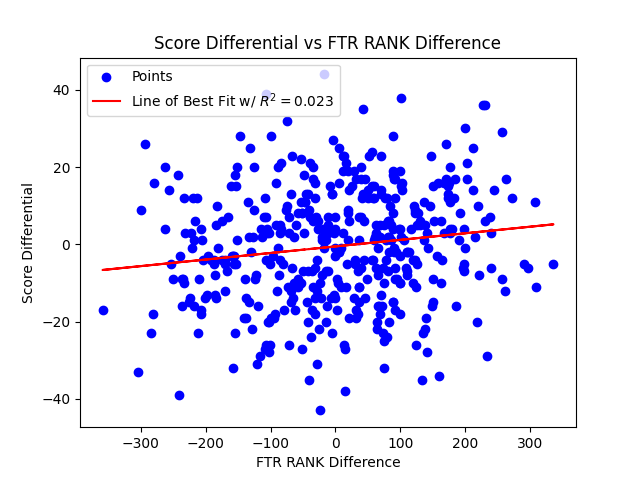 Score Differential vs FTR RANK Difference
Points
Line of Best Fit w/ R² = 0.023
Score Differential
40
20
0
−20
−40
−300
−200
−100
0
100
200
300
FTR RANK Difference